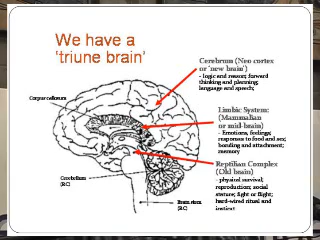 We have a
'triune brain'
Cerebrum (Neo cortex
or 'new brain')
- logic and reason; forward
thinking and planning;
language and speech;
Corpus callosum
Limbic System:
(Mammalian
or mid-brain)
- Emotions, feelings;
responses to food and sex;
bonding and attachment;
memory
Reptilian Complex
(Old brain)
- physical survival;
reproduction; social
stature; fight or flight;
hard-wired ritual and
instinct
Cerebellum
(RC)
Brain stem
(RC)